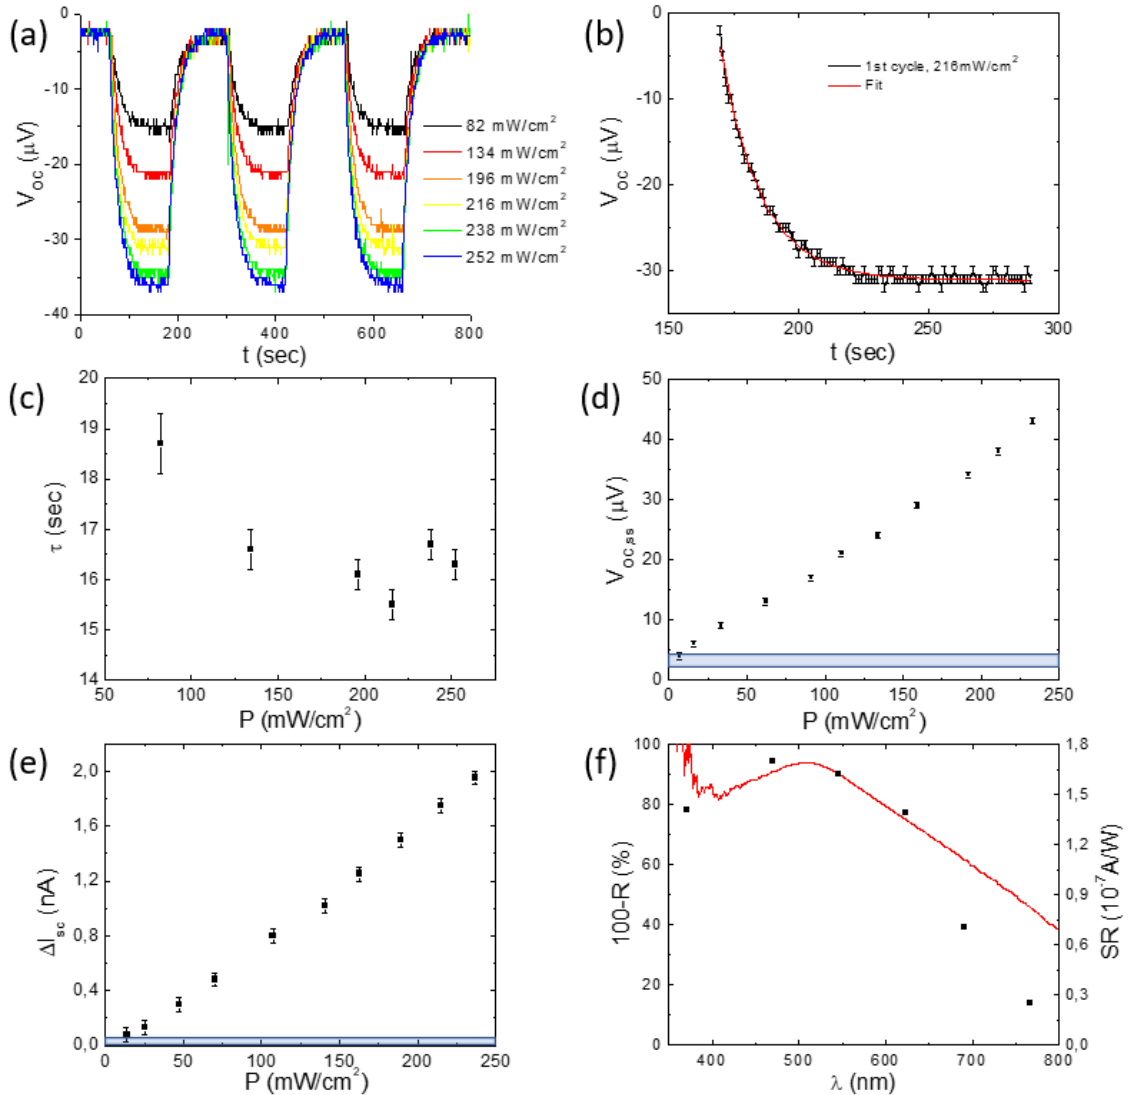 (a)
0
-10
-20
-30
-40
V_OC (μV)
0 200 400 600 800
t (sec)
82 mW/cm²
134 mW/cm²
196 mW/cm²
216 mW/cm²
238 mW/cm²
252 mW/cm²
(b)
0
-10
-20
-30
V_OC (μV)
150 200 250 300
t (sec)
1st cycle, 216mW/cm²
Fit
(c)
20
19
18
17
16
15
14
τ (sec)
50 100 150 200 250
P (mW/cm²)
(d)
50
40
30
20
10
0
V_OC,ss (μV)
0 50 100 150 200 250
P (mW/cm²)
(e)
2,0
1,6
1,2
0,8
0,4
0,0
ΔI_sc (nA)
0 50 100 150 200 250
P (mW/cm²)
(f)
100
80
60
40
20
0
100-R (%)
400 500 600 700 800
λ (nm)
1,8
1,5
1,2
0,9
0,6
0,3
0,0
SR (10⁻⁷A/W)